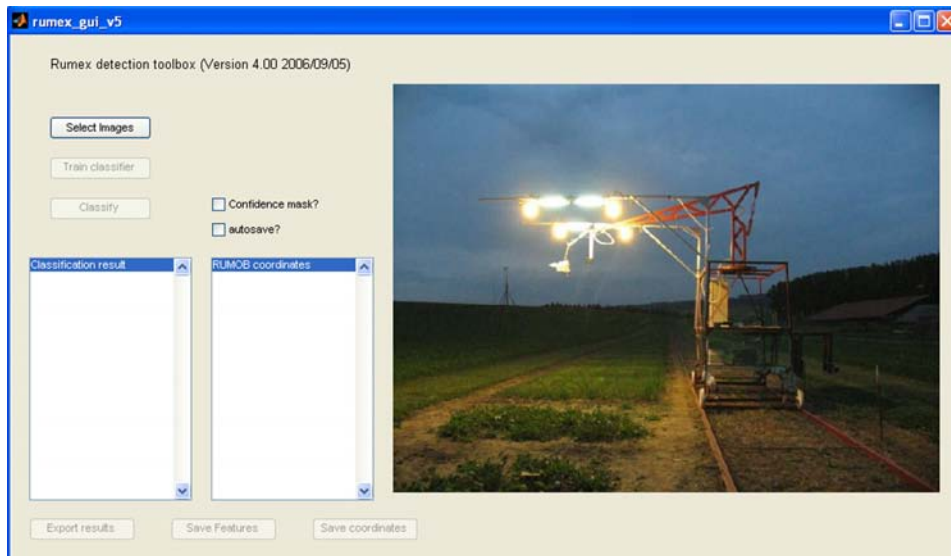 rumex_gui_v5
Rumex detection toolbox (Version 4.00 2006/09/05)
Select Images
Train classifier
Classify
Confidence mask?
autosave?
Classification result
RUMOB coordinates
Export results
Save Features
Save coordinates